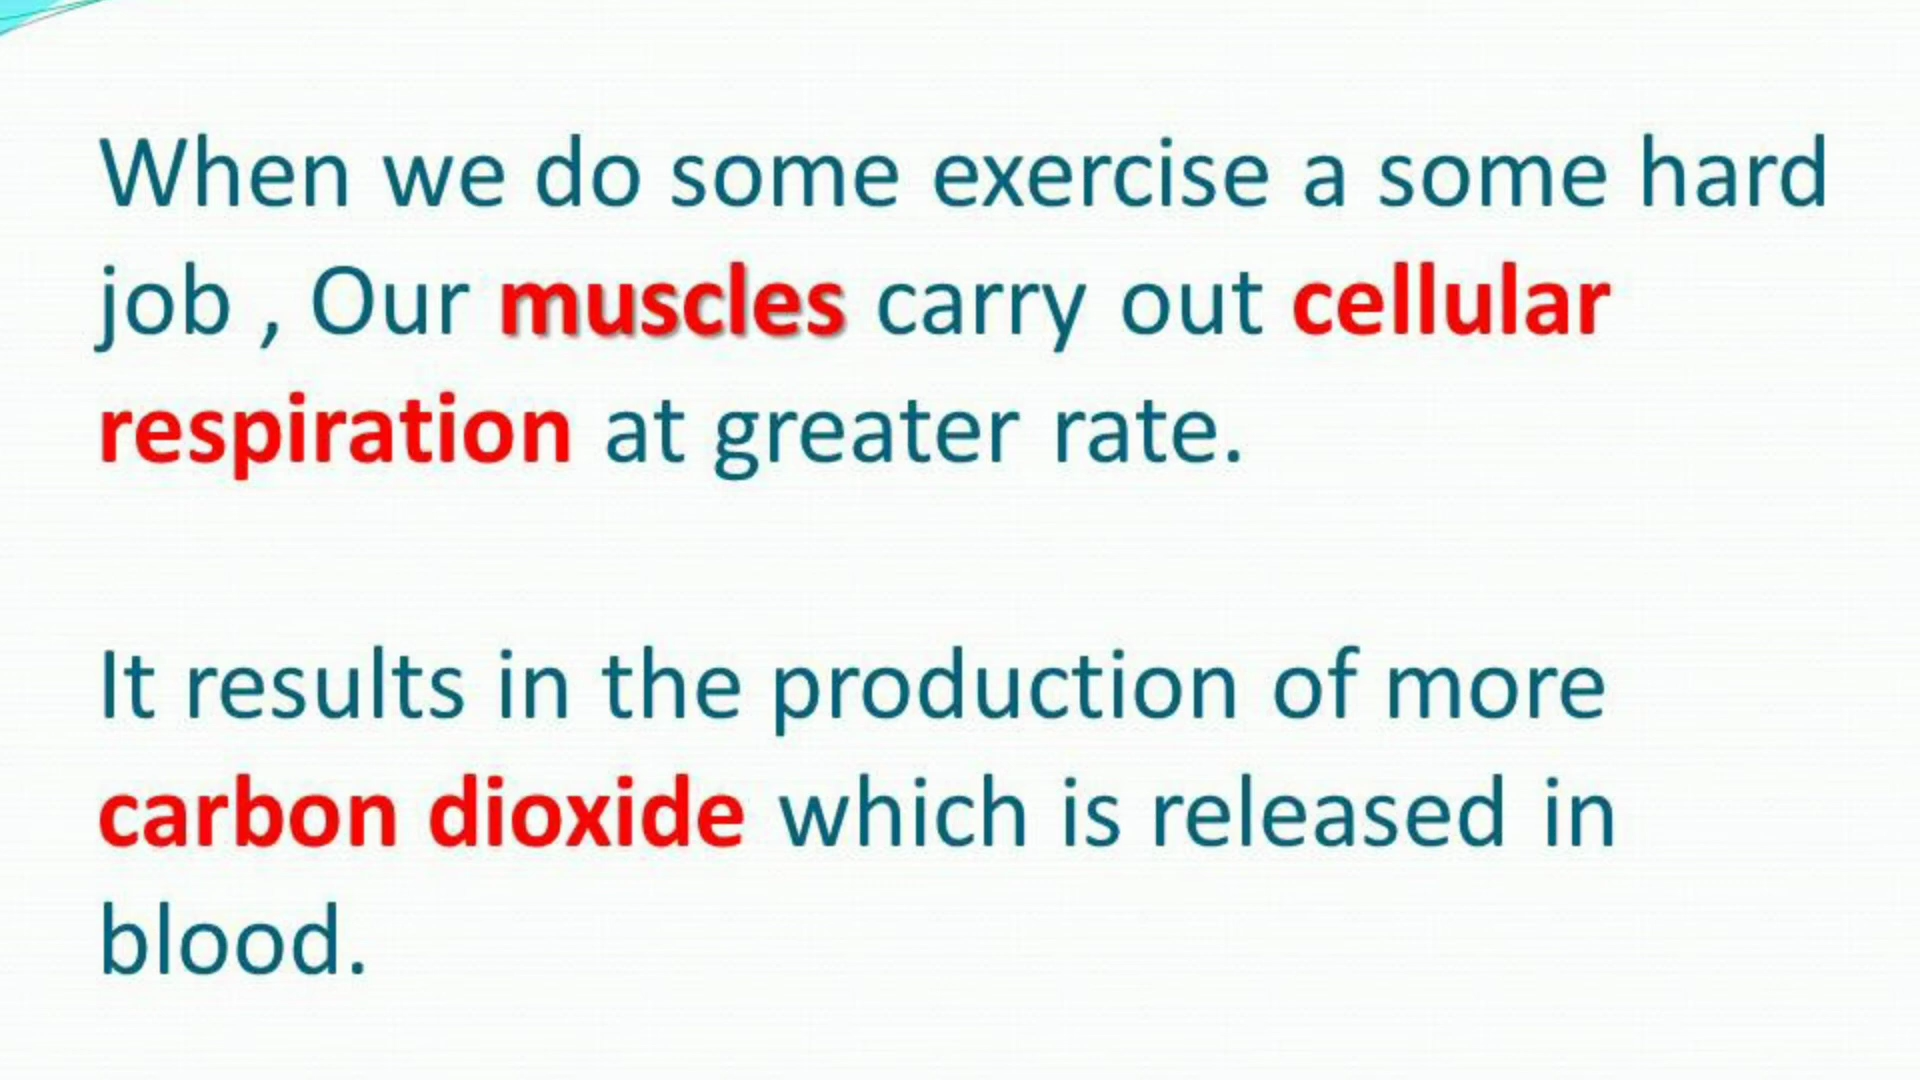 When we do some exercise a some hard
job , Our muscles carry out cellular
respiration at greater rate.
It results in the production of more
carbon dioxide which is released in
blood.